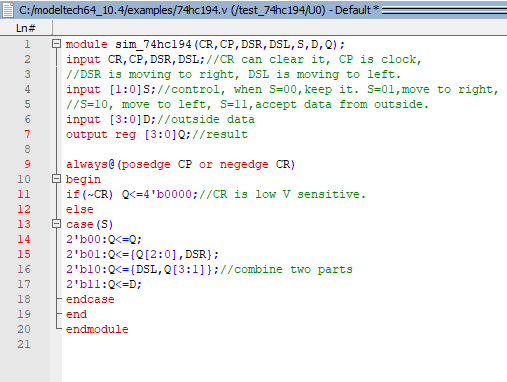 C:/modeltech64_10.4/examples/74hc194.v (/test_74hc194/U0) - Default *
Ln#
1 module sim_74hc194(CR,CP,DSR,DSL,S,D,Q);
2 input CR,CP,DSR,DSL;//CR can clear it, CP is clock,
3 //DSR is moving to right, DSL is moving to left.
4 input [1:0]S;//control, when S=00,keep it. S=01,move to right,
5 //S=10, move to left, S=11,accept data from outside.
6 input [3:0]D;//outside data
7 output reg [3:0]Q;//result
8
9 always@(posedge CP or negedge CR)
10 begin
11 if(~CR) Q<=4'b0000;//CR is low V sensitive.
12 else
13 case(S)
14 2'b00:Q<=Q;
15 2'b01:Q<={Q[2:0],DSR};
16 2'b10:Q<={DSL,Q[3:1]};//combine two parts
17 2'b11:Q<=D;
18 endcase
19 end
20 endmodule
21